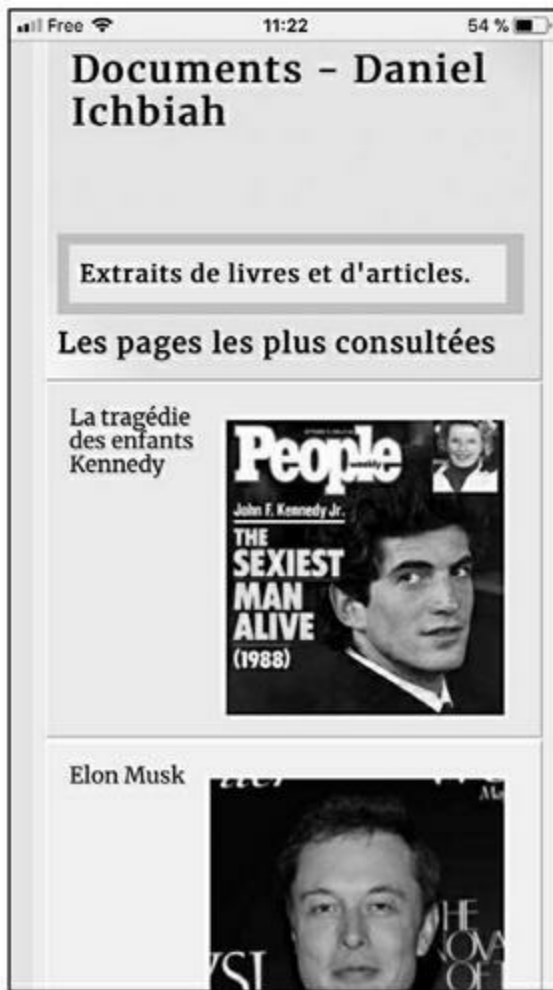 Free 11:22 54 %
Documents – Daniel
Ichbiah
Extraits de livres et d'articles.
Les pages les plus consultées
La tragédie
des enfants
Kennedy
People
weekly
John F. Kennedy Jr.
THE
SEXIEST
MAN
ALIVE
(1988)
Elon Musk